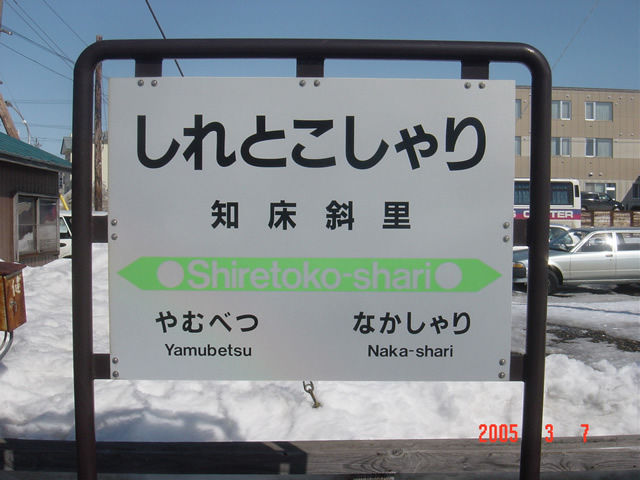 しれとこしゃり
知床斜里
Shiretoko-shari
やむべつ なかしゃり
Yamubetsu Naka-shari
2005 3 7